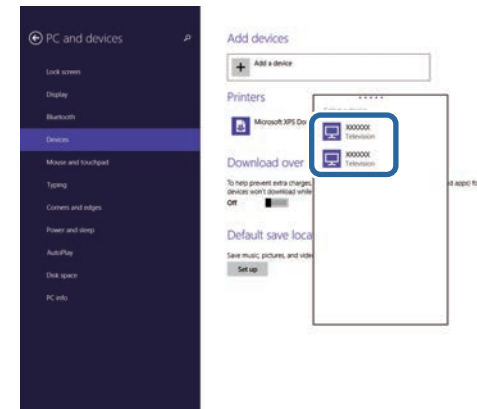 PC and devices
Lock screen
Display
Bluetooth
Devices
Mouse and touchpad
Typing
Corners and edges
Power and sleep
AutoPlay
Disk space
PC info
Add devices
Add a device
Printers
Microsoft XPS Do
Download over
To help prevent extra charges,
devices won't download while
id apps) fo
Off
Default save loca
Save music, pictures, and vide
Set up
XXXXXX
Television
XXXXXX
Television